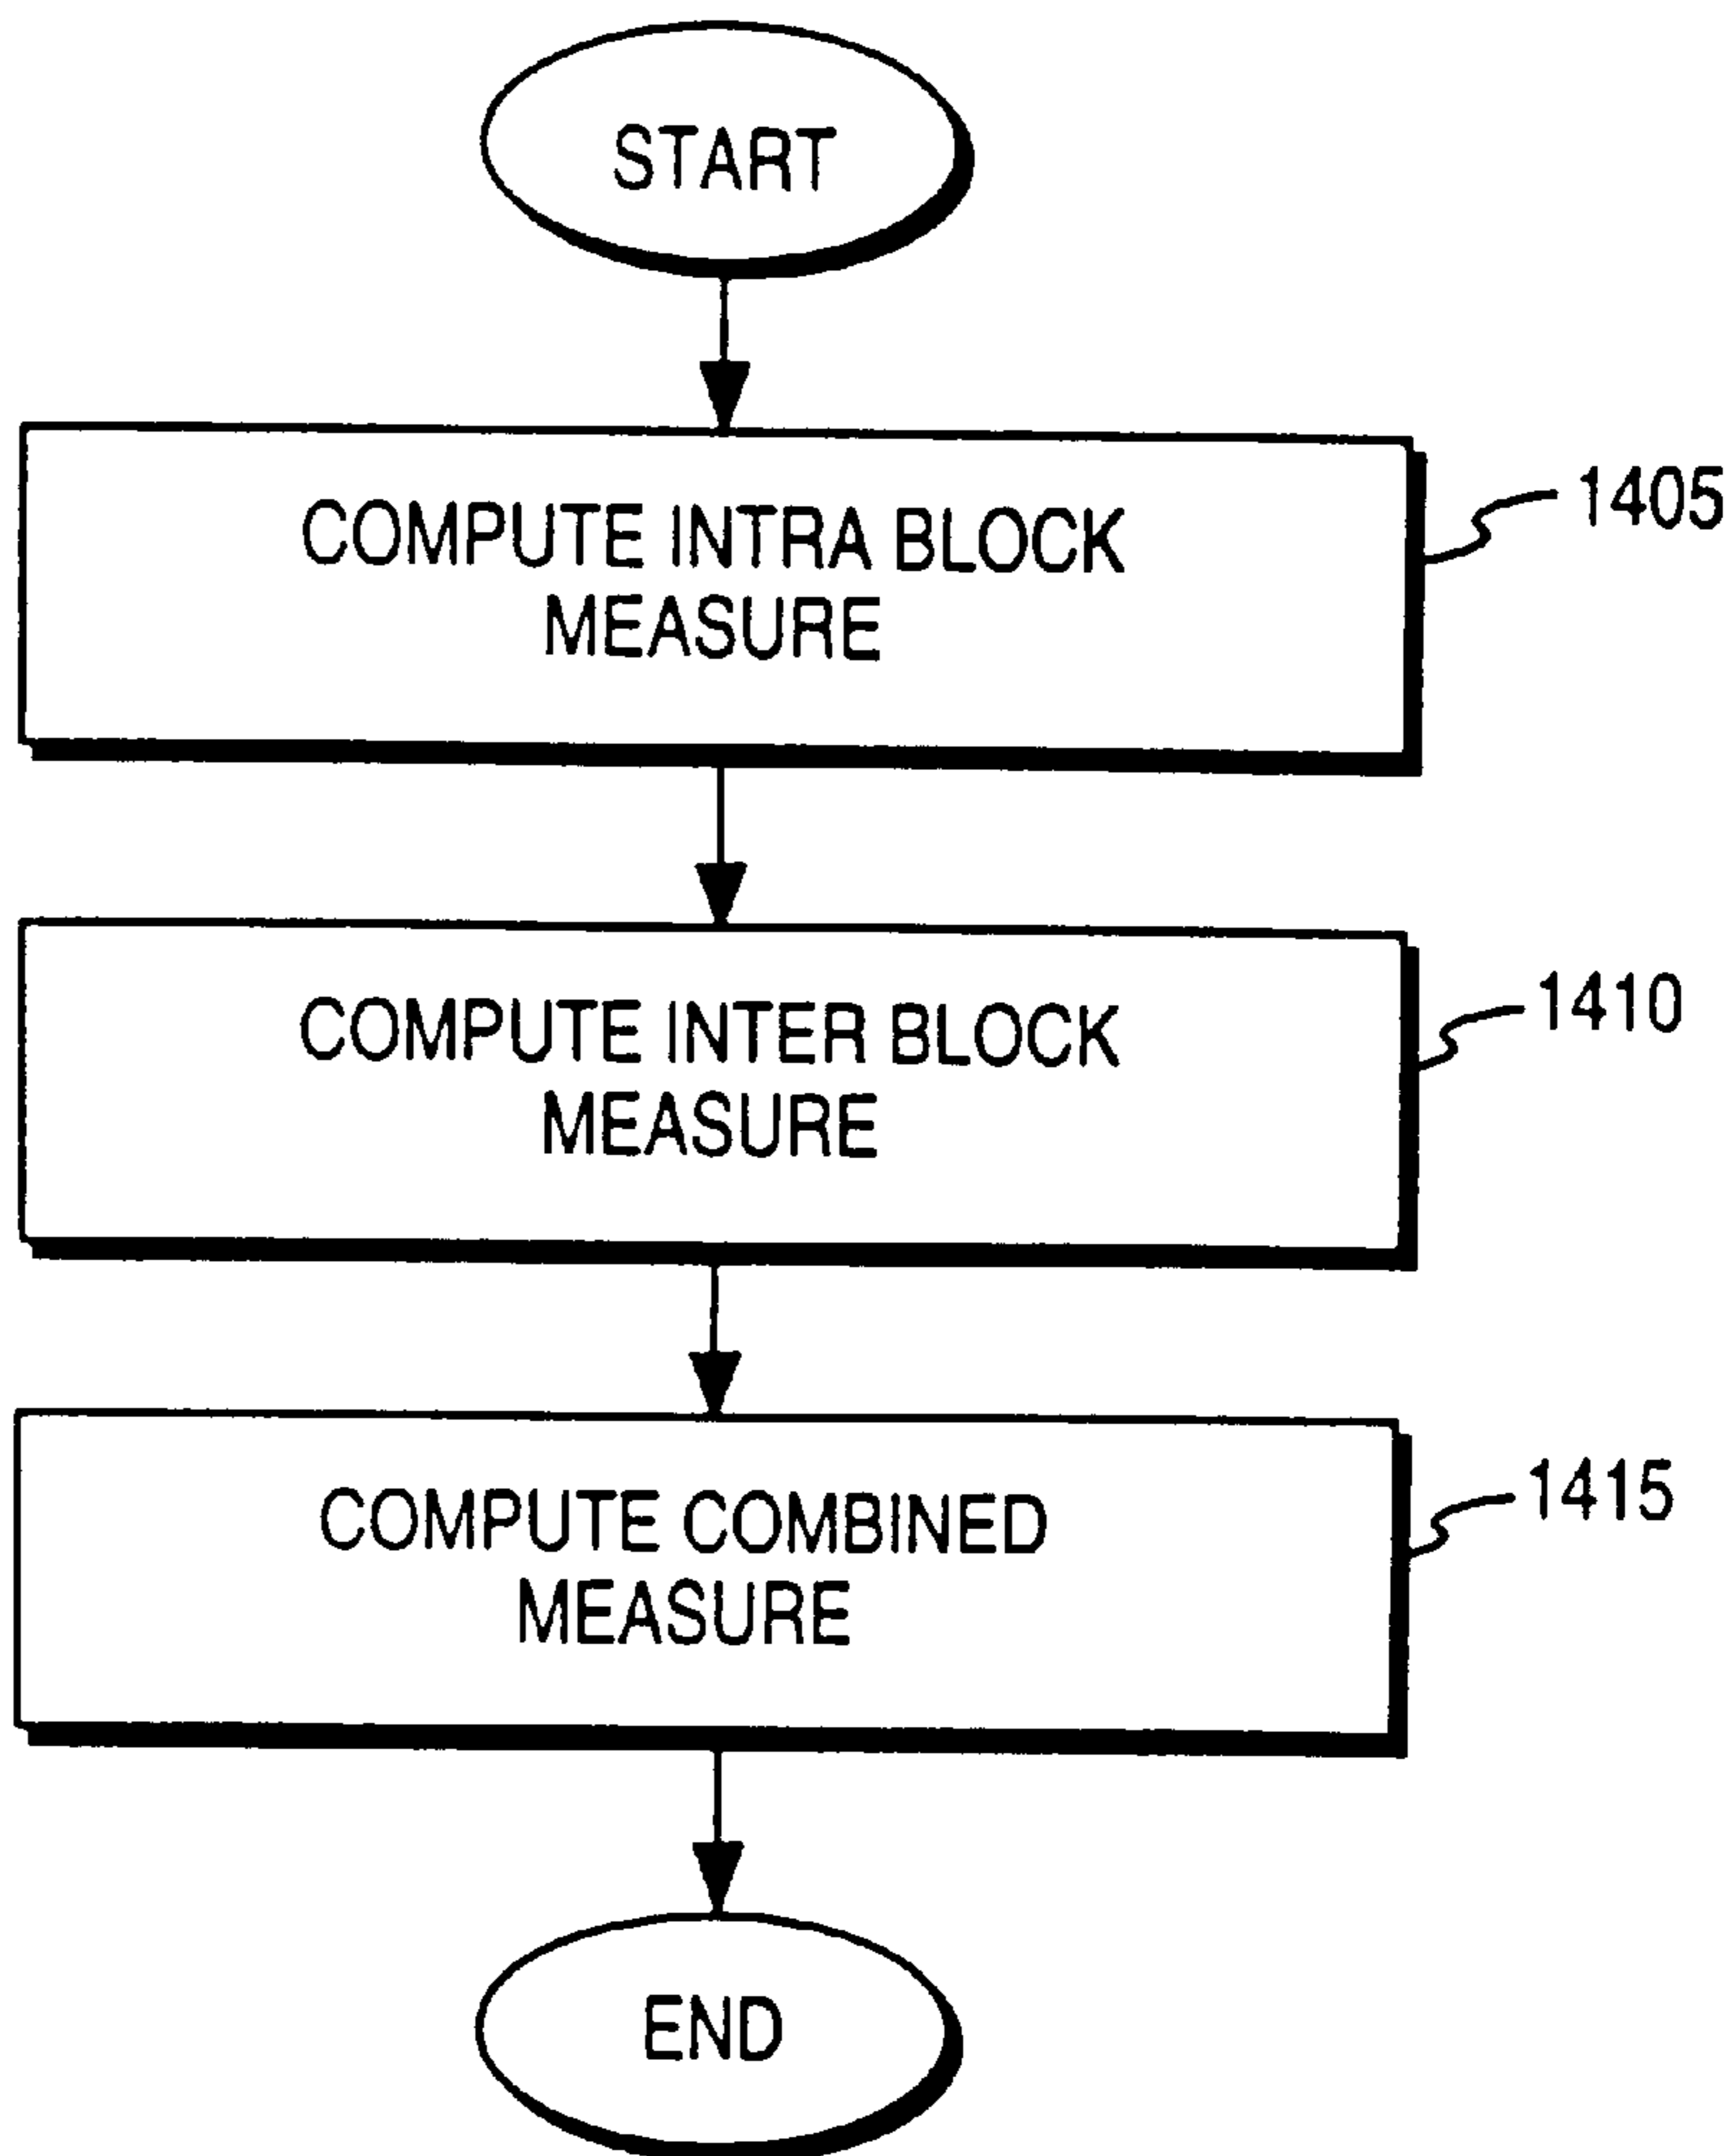 START
COMPUTE INTRA BLOCK
MEASURE
1405
COMPUTE INTER BLOCK
MEASURE
1410
COMPUTE COMBINED
MEASURE
1415
END